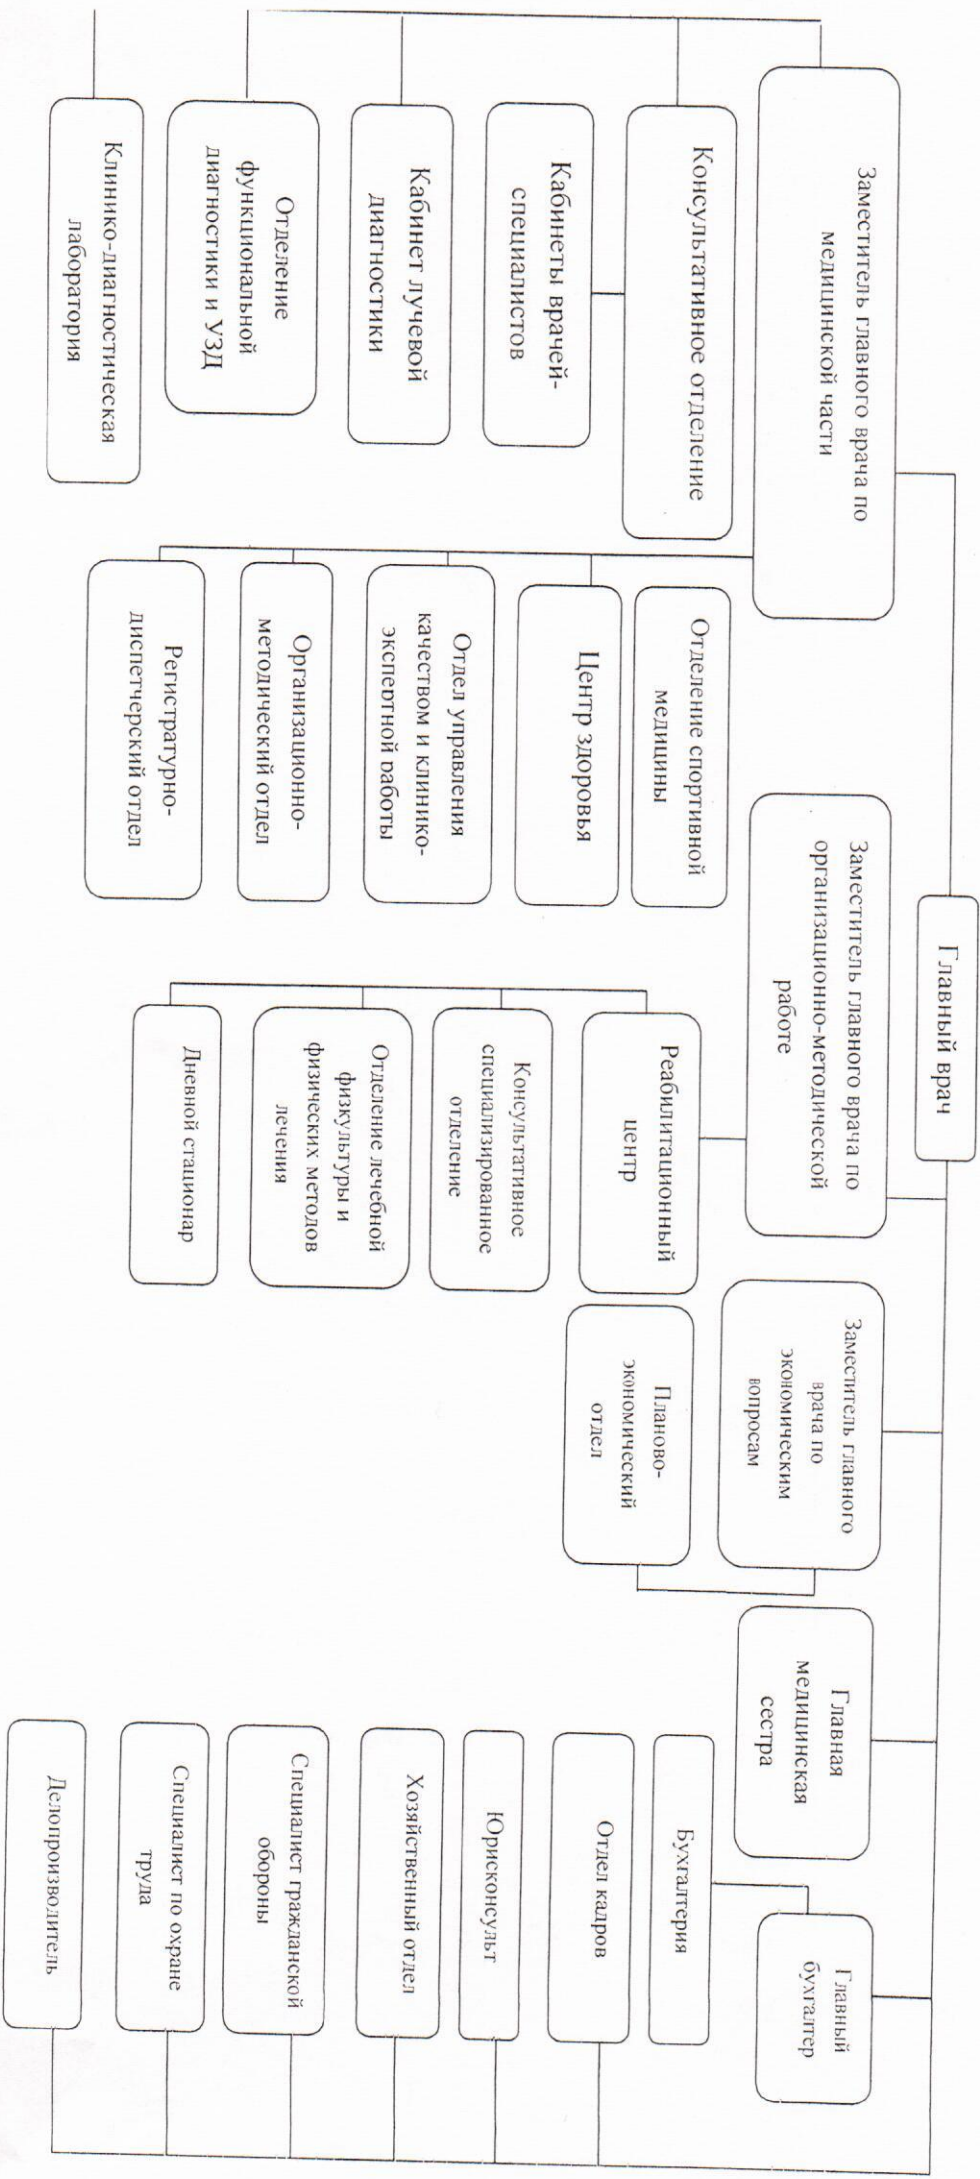 Главный врач
Заместитель главного врача по
медицинской части
Консультативное отделение
Кабинеты врачей-
специалистов
Кабинет лучевой
диагностики
Отделение
функциональной
диагностики и УЗД
Клинико-диагностическая
лаборатория
Отделение спортивной
медицины
Центр здоровья
Отдел управления
качеством и клинико-
экспертной работы
Организационно-
методический отдел
Регистратурно-
диспетчерский отдел
Заместитель главного врача по
организационно-методической
работе
Реабилитационный
центр
Консультативное
специализированное
отделение
Отделение лечебной
физкультуры и
физических методов
лечения
Дневной стационар
Заместитель главного
врача по
экономическим
вопросам
Планово-
экономический
отдел
Главная
медицинская
сестра
Главный
бухгалтер
Бухгалтерия
Отдел кадров
Юрисконсульт
Хозяйственный отдел
Специалист гражданской
обороны
Специалист по охране
труда
Делопроизводитель